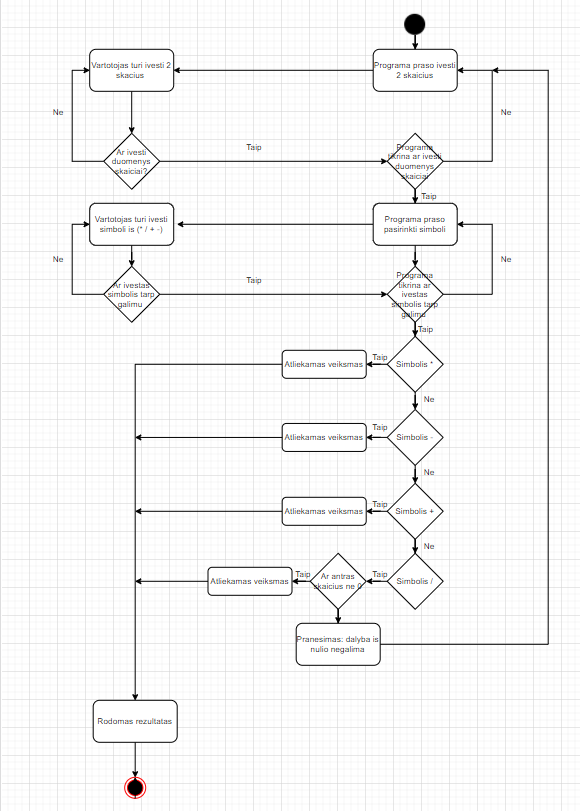 Vartotojas turi ivesti 2
skacius
Programa praso ivesti
2 skaicius
Ne
Ne
Ar ivesti
duomenys
skaiciai?
Taip
Programa
tikrina ar ivesti
duomenys
skaiciai
Taip
Vartotojas turi ivesti
simboli is (* / + -)
Programa praso
pasirinkti simboli
Ne
Ne
Ar ivestas
simbolis tarp
galimu
Taip
Programa
tikrina ar
ivestas
simbolis tarp
galimu
Taip
Atliekamas veiksmas
Taip
Simbolis *
Ne
Atliekamas veiksmas
Taip
Simbolis -
Ne
Atliekamas veiksmas
Taip
Simbolis +
Ne
Atliekamas veiksmas
Taip
Ar antras
skaicius ne 0
Taip
Simbolis /
Pranesimas: dalyba is
nulio negalima
Rodomas rezultatas